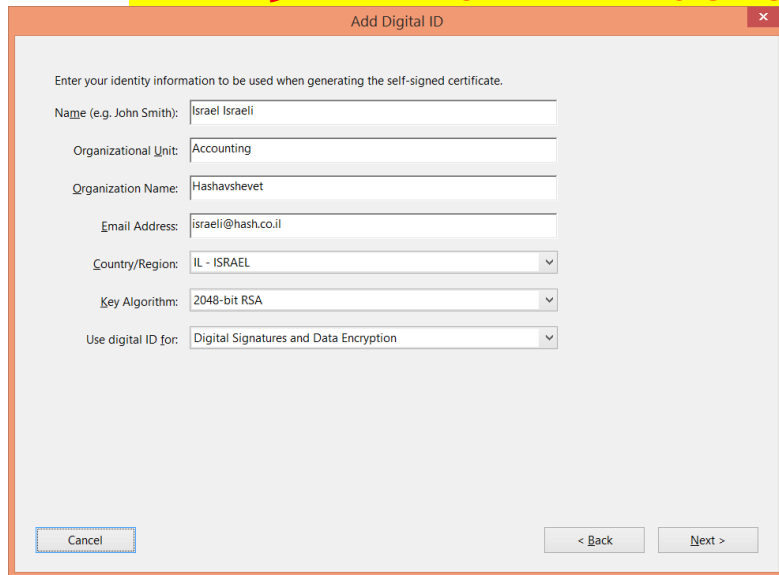 Add Digital ID
x
Enter your identity information to be used when generating the self-signed certificate.
Name (e.g. John Smith): Israel Israeli
Organizational Unit: Accounting
Organization Name: Hashavshevet
Email Address: israeli@hash.co.il
Country/Region: IL - ISRAEL
Key Algorithm: 2048-bit RSA
Use digital ID for: Digital Signatures and Data Encryption
Cancel < Back Next >